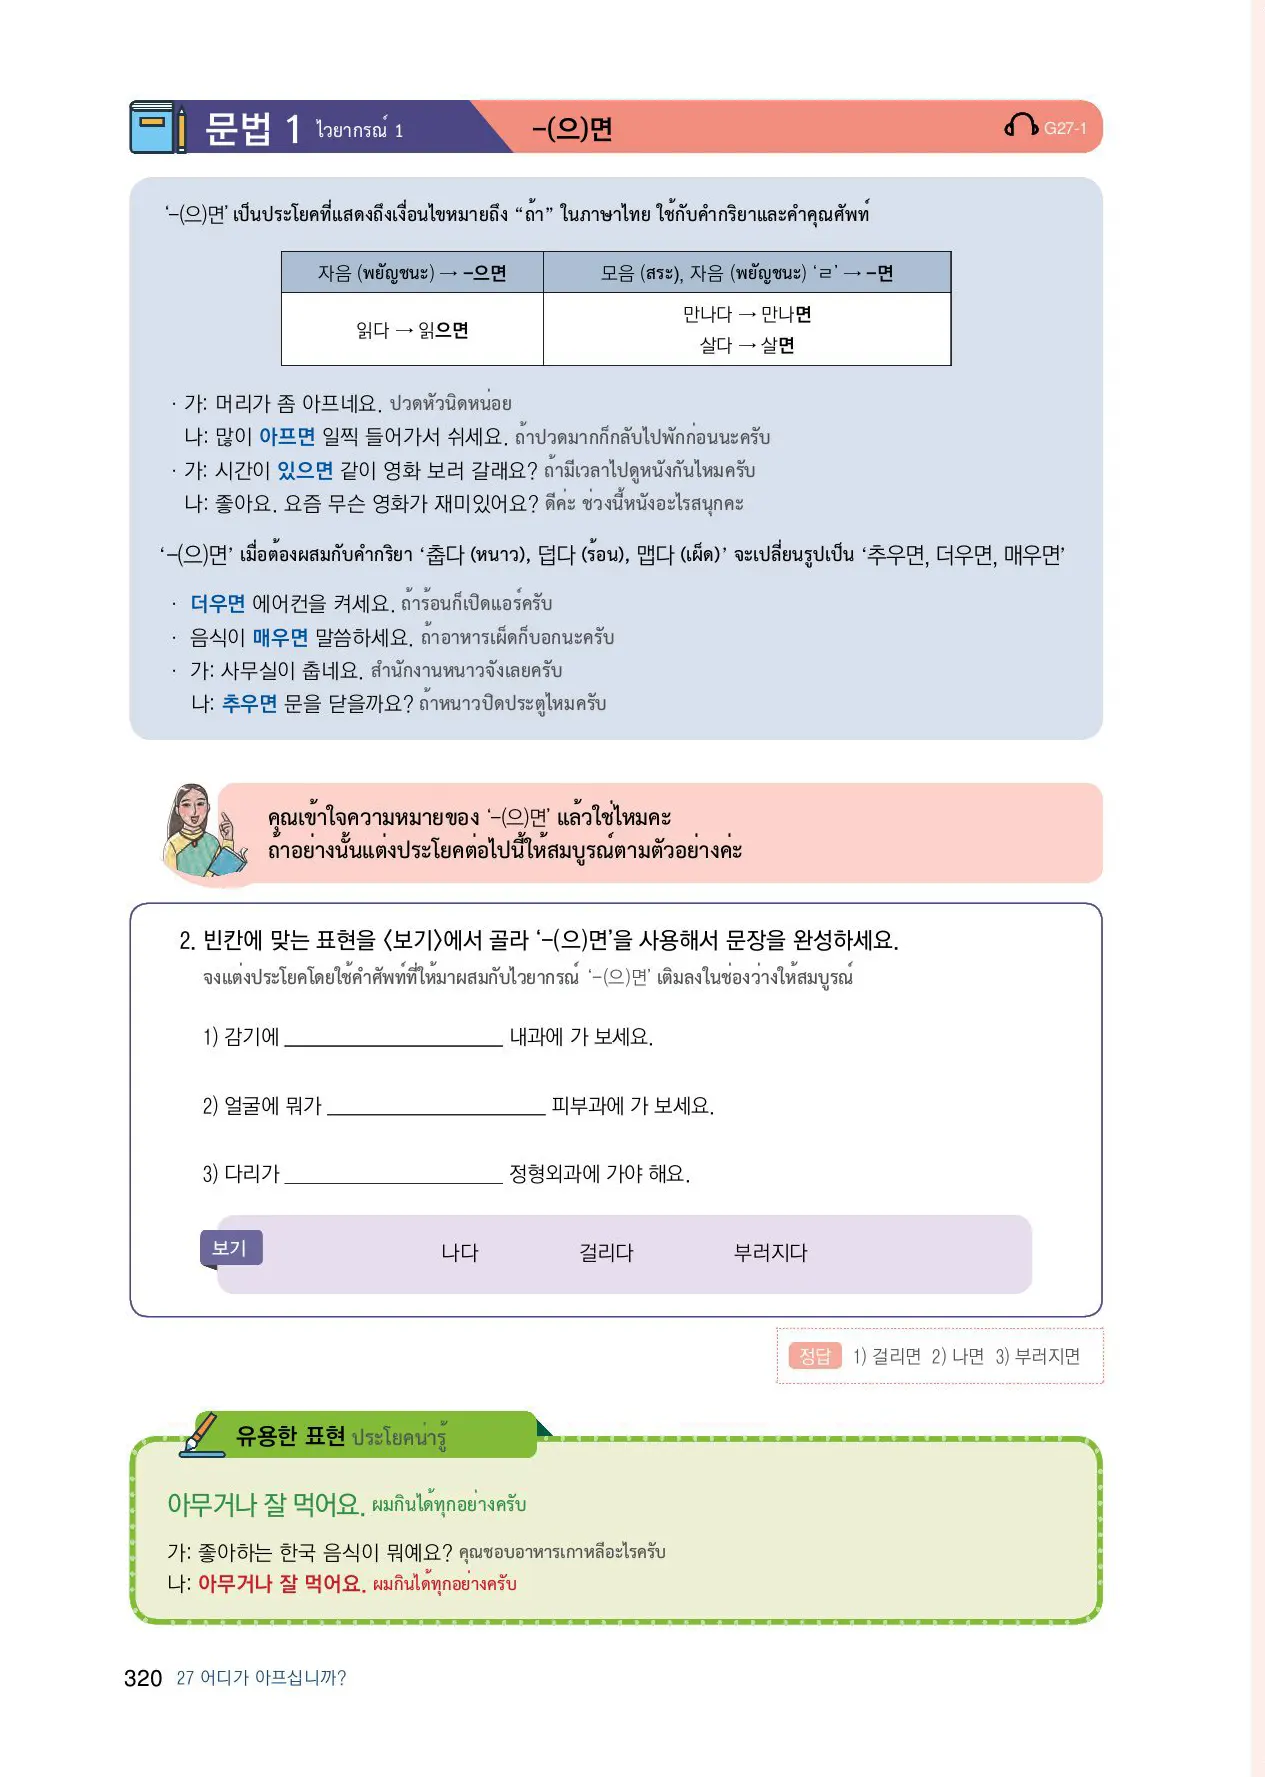 문법 1 ไวยากรณ์ 1 -(으)면 G27-1
‘-(으)면’ เป็นประโยคที่แสดงถึงเงื่อนไขหมายถึง “ถ้า” ในภาษาไทย ใช้กับคำกริยาและคำคุณศัพท์
자음 (พยัญชนะ) → -으면 모음 (สระ), 자음 (พยัญชนะ) ‘ㄹ’ → -면
읽다 → 읽으면
만나다 → 만나면
살다 → 살면
· 가: 머리가 좀 아프네요. ปวดหัวนิดหน่อย
나: 많이 아프면 일찍 들어가서 쉬세요. ถ้าปวดมากก็กลับไปพักก่อนนะครับ
· 가: 시간이 있으면 같이 영화 보러 갈래요? ถ้ามีเวลาไปดูหนังกันไหมครับ
나: 좋아요. 요즘 무슨 영화가 재미있어요? ดีค่ะ ช่วงนี้หนังอะไรสนุกคะ
‘-(으)면’ เมื่อต้องผสมกับคำกริยา ‘춥다 (หนาว), 덥다 (ร้อน), 맵다 (เผ็ด)’ จะเปลี่ยนรูปเป็น ‘추우면, 더우면, 매우면’
· 더우면 에어컨을 켜세요. ถ้าร้อนก็เปิดแอร์ครับ
· 음식이 매우면 말씀하세요. ถ้าอาหารเผ็ดก็บอกนะครับ
· 가: 사무실이 춥네요. สำนักงานหนาวจังเลยครับ
나: 추우면 문을 닫을까요? ถ้าหนาวปิดประตูไหมครับ
คุณเข้าใจความหมายของ ‘-(으)면’ แล้วใช่ไหมคะ
ถ้าอย่างนั้นแต่งประโยคต่อไปนี้ให้สมบูรณ์ตามตัวอย่างค่ะ
2. 빈칸에 맞는 표현을 〈보기〉에서 골라 ‘-(으)면’을 사용해서 문장을 완성하세요.
จงแต่งประโยคโดยใช้คำศัพท์ที่ให้มาผสมกับไวยากรณ์ ‘-(으)면’ เติมลงในช่องว่างให้สมบูรณ์
1) 감기에 ____________________ 내과에 가 보세요.
2) 얼굴에 뭐가 ____________________ 피부과에 가 보세요.
3) 다리가 ____________________ 정형외과에 가야 해요.
보기 나다 걸리다 부러지다
정답 1) 걸리면 2) 나면 3) 부러지면
유용한 표현 ประโยคน่ารู้
아무거나 잘 먹어요. ผมกินได้ทุกอย่างครับ
가: 좋아하는 한국 음식이 뭐예요? คุณชอบอาหารเกาหลีอะไรครับ
나: 아무거나 잘 먹어요. ผมกินได้ทุกอย่างครับ
320 27 어디가 아프십니까?